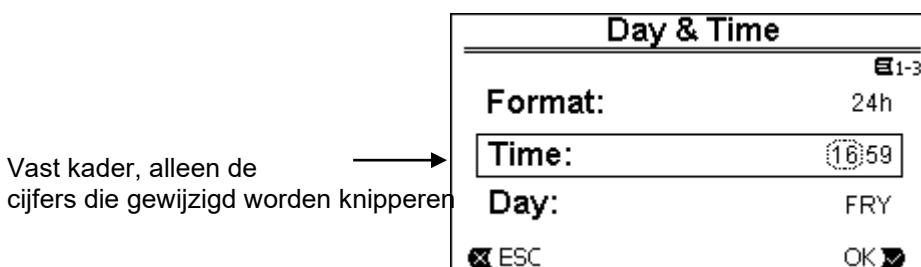 Day & Time
1-3
Format: 24h
Time: 16:59
Day: FRY
ESC OK
Vast kader, alleen de
cijfers die gewijzigd worden knipperen